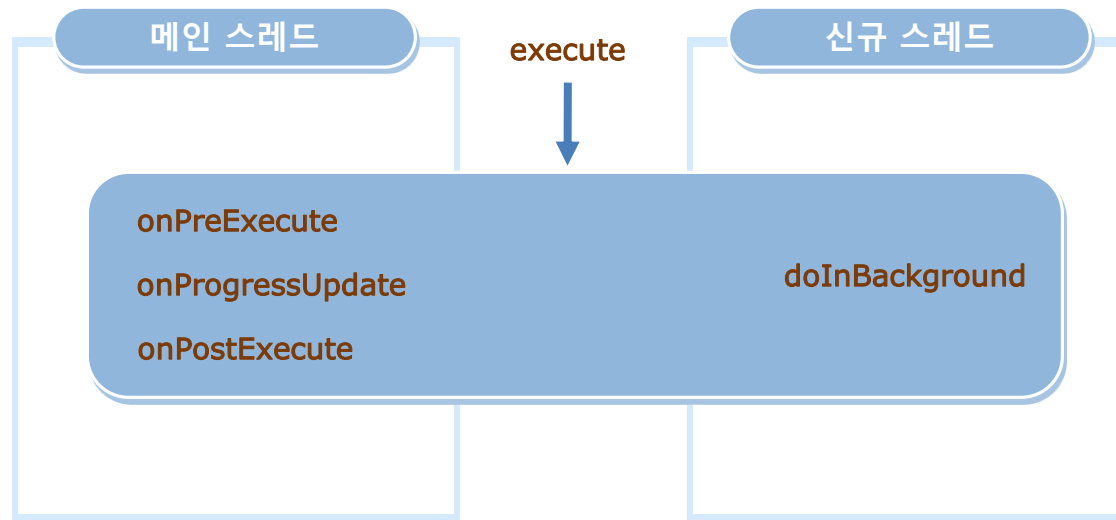 메인 스레드
execute
신규 스레드
onPreExecute
onProgressUpdate
doInBackground
onPostExecute